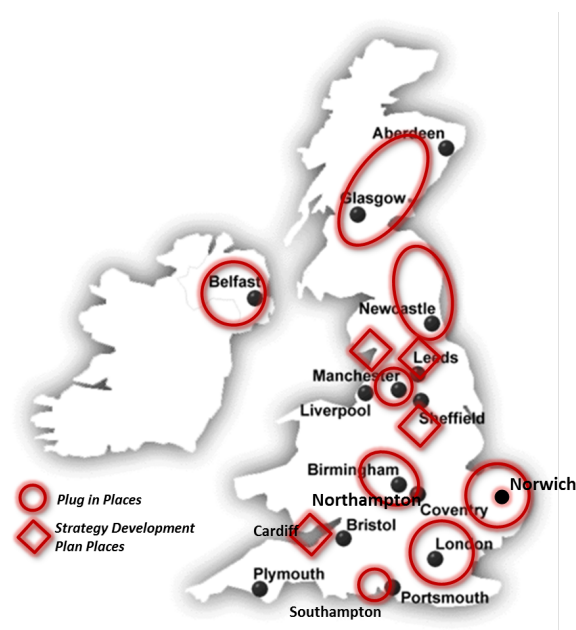 Aberdeen
Glasgow
Belfast
Newcastle
Leeds
Manchester
Liverpool
Sheffield
Birmingham
Norwich
Northampton
Coventry
Plug in Places
Strategy Development
Plan Places
Cardiff
Bristol
London
Plymouth
Portsmouth
Southampton